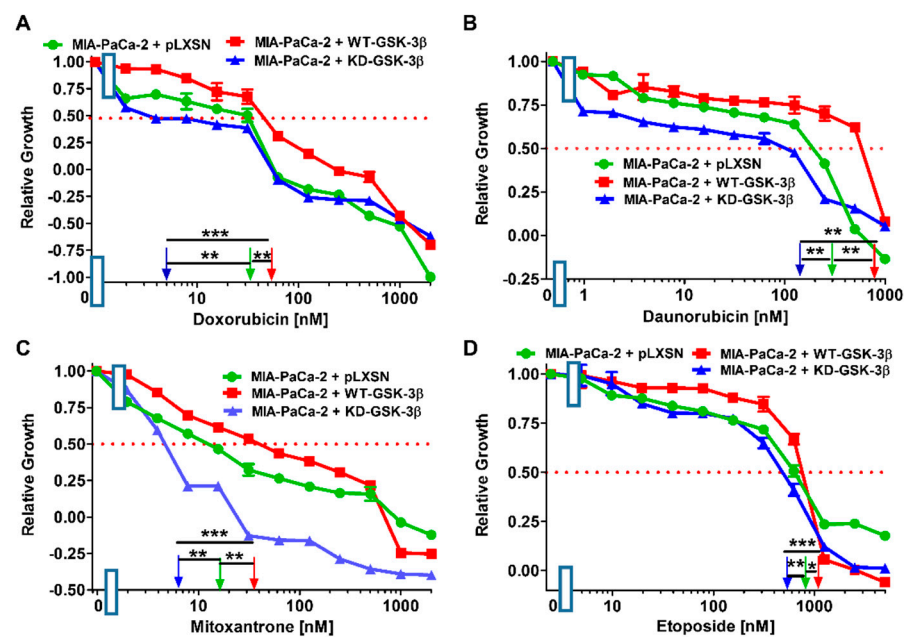 A
MIA-PaCa-2 + pLXSN
MIA-PaCa-2 + WT-GSK-3β
MIA-PaCa-2 + KD-GSK-3β
Relative Growth
1.00
0.75
0.50
0.25
0.00
-0.25
-0.50
-0.75
-1.00
***
**
**
0
10
100
1000
Doxorubicin [nM]
B
Relative Growth
1.00
0.75
0.50
0.25
0.00
-0.25
MIA-PaCa-2 + pLXSN
MIA-PaCa-2 + WT-GSK-3β
MIA-PaCa-2 + KD-GSK-3β
**
**
**
0
1
10
100
1000
Daunorubicin [nM]
C
Relative Growth
1.00
0.75
0.50
0.25
0.00
-0.25
-0.50
MIA-PaCa-2 + pLXSN
MIA-PaCa-2 + WT-GSK-3β
MIA-PaCa-2 + KD-GSK-3β
***
**
**
0
10
100
1000
Mitoxantrone [nM]
D
MIA-PaCa-2 + pLXSN
MIA-PaCa-2 + WT-GSK-3β
MIA-PaCa-2 + KD-GSK-3β
Relative Growth
1.00
0.75
0.50
0.25
0.00
***
**
*
0
10
100
1000
Etoposide [nM]